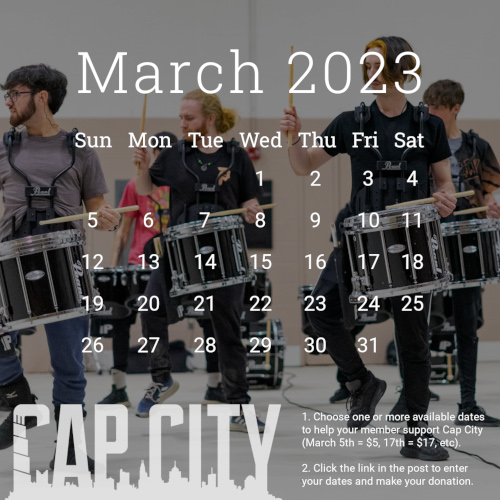 March 2023
Sun Mon Tue Wed Thu Fri Sat
1 2 3 4
5 6 7 8 9 10 11
12 13 14 15 16 17 18
19 20 21 22 23 24 25
26 27 28 29 30 31
CAP CITY
1. Choose one or more available dates
to help your member support Cap City
(March 5th = $5, 17th = $17, etc).
2. Click the link in the post to enter
your dates and make your donation.